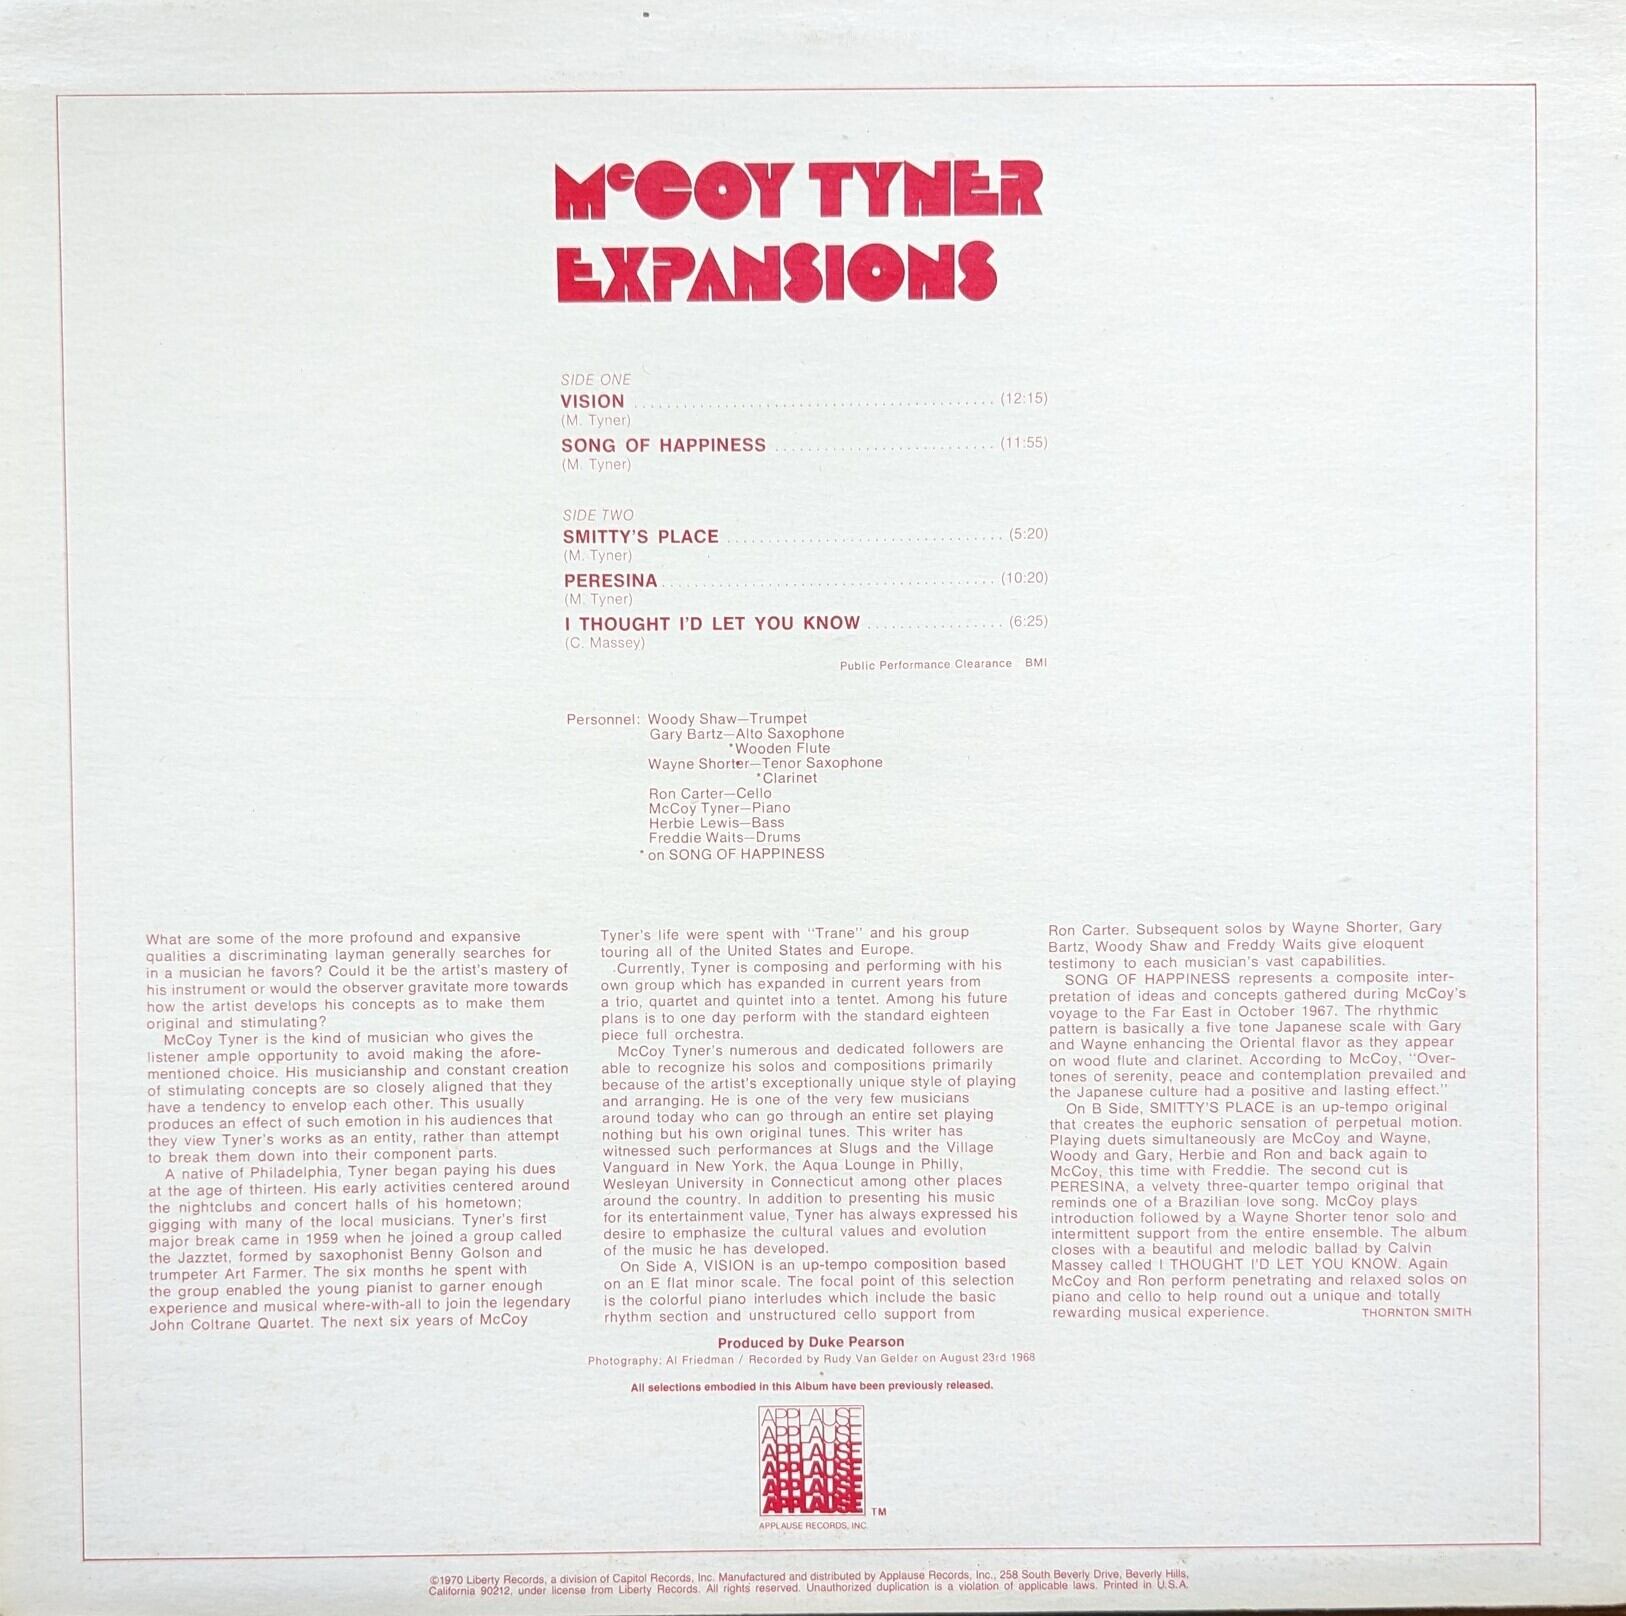 McCOY TYNER
EXPANSIONS
SIDE ONE
VISION ............................................ (12:15)
(M. Tyner)
SONG OF HAPPINESS ........................... (11:55)
(M. Tyner)
SIDE TWO
SMITTY'S PLACE .................................. (5:20)
(M. Tyner)
PERESINA ......................................... (10:20)
(M. Tyner)
I THOUGHT I'D LET YOU KNOW ................. (6:25)
(C. Massey)
Public Performance Clearance BMI
Personnel: Woody Shaw—Trumpet
Gary Bartz—Alto Saxophone
*Wooden Flute
Wayne Shorter—Tenor Saxophone
*Clarinet
Ron Carter—Cello
McCoy Tyner—Piano
Herbie Lewis—Bass
Freddie Waits—Drums
* on SONG OF HAPPINESS
What are some of the more profound and expansive
qualities a discriminating layman generally searches for
in a musician he favors? Could it be the artist's mastery of
his instrument or would the observer gravitate more towards
how the artist develops his concepts as to make them
original and stimulating?
McCoy Tyner is the kind of musician who gives the
listener ample opportunity to avoid making the afore-
mentioned choice. His musicianship and constant creation
of stimulating concepts are so closely aligned that they
have a tendency to envelop each other. This usually
produces an effect of such emotion in his audiences that
they view Tyner's works as an entity, rather than attempt
to break them down into their component parts.
A native of Philadelphia, Tyner began paying his dues
at the age of thirteen. His early activities centered around
the nightclubs and concert halls of his hometown;
gigging with many of the local musicians. Tyner's first
major break came in 1959 when he joined a group called
the Jazztet, formed by saxophonist Benny Golson and
trumpeter Art Farmer. The six months he spent with
the group enabled the young pianist to garner enough
experience and musical where-with-all to join the legendary
John Coltrane Quartet. The next six years of McCoy
Tyner's life were spent with "Trane" and his group
touring all of the United States and Europe.
Currently, Tyner is composing and performing with his
own group which has expanded in current years from
a trio, quartet and quintet into a tentet. Among his future
plans is to one day perform with the standard eighteen
piece full orchestra.
McCoy Tyner's numerous and dedicated followers are
able to recognize his solos and compositions primarily
because of the artist's exceptionally unique style of playing
and arranging. He is one of the very few musicians
around today who can go through an entire set playing
nothing but his own original tunes. This writer has
witnessed such performances at Slugs and the Village
Vanguard in New York, the Aqua Lounge in Philly,
Wesleyan University in Connecticut among other places
around the country. In addition to presenting his music
for its entertainment value, Tyner has always expressed his
desire to emphasize the cultural values and evolution
of the music he has developed.
On Side A, VISION is an up-tempo composition based
on an E flat minor scale. The focal point of this selection
is the colorful piano interludes which include the basic
rhythm section and unstructured cello support from
Ron Carter. Subsequent solos by Wayne Shorter, Gary
Bartz, Woody Shaw and Freddy Waits give eloquent
testimony to each musician's vast capabilities.
SONG OF HAPPINESS represents a composite inter-
pretation of ideas and concepts gathered during McCoy's
voyage to the Far East in October 1967. The rhythmic
pattern is basically a five tone Japanese scale with Gary
and Wayne enhancing the Oriental flavor as they appear
on wood flute and clarinet. According to McCoy, "Over-
tones of serenity, peace and contemplation prevailed and
the Japanese culture had a positive and lasting effect."
On B Side, SMITTY'S PLACE is an up-tempo original
that creates the euphoric sensation of perpetual motion.
Playing duets simultaneously are McCoy and Wayne,
Woody and Gary, Herbie and Ron and back again to
McCoy, this time with Freddie. The second cut is
PERESINA, a velvety three-quarter tempo original that
reminds one of a Brazilian love song. McCoy plays
introduction followed by a Wayne Shorter tenor solo and
intermittent support from the entire ensemble. The album
closes with a beautiful and melodic ballad by Calvin
Massey called I THOUGHT I'D LET YOU KNOW. Again
McCoy and Ron perform penetrating and relaxed solos on
piano and cello to help round out a unique and totally
rewarding musical experience. THORNTON SMITH
Produced by Duke Pearson
Photography: Al Friedman / Recorded by Rudy Van Gelder on August 23rd 1968
All selections embodied in this Album have been previously released.
APPLAUSE
APPLAUSE
APPLAUSE
APPLAUSE
APPLAUSE
APPLAUSE TM
APPLAUSE RECORDS, INC.
©1970 Liberty Records, a division of Capitol Records, Inc. Manufactured and distributed by Applause Records, Inc., 258 South Beverly Drive, Beverly Hills,
California 90212, under license from Liberty Records. All rights reserved. Unauthorized duplication is a violation of applicable laws. Printed in U.S.A.